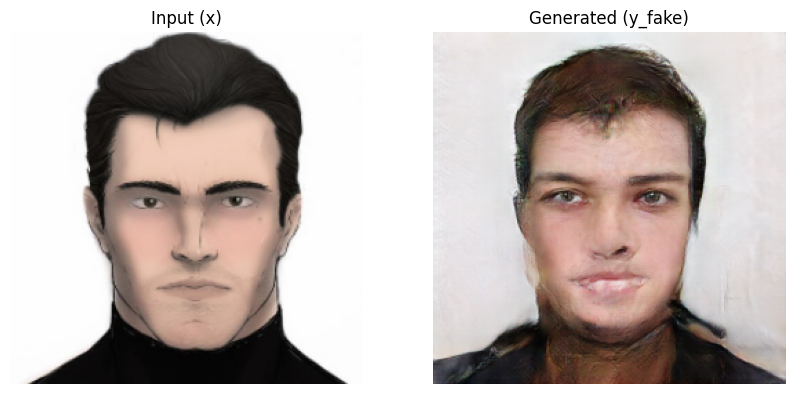 Input (x)
Generated (y_fake)